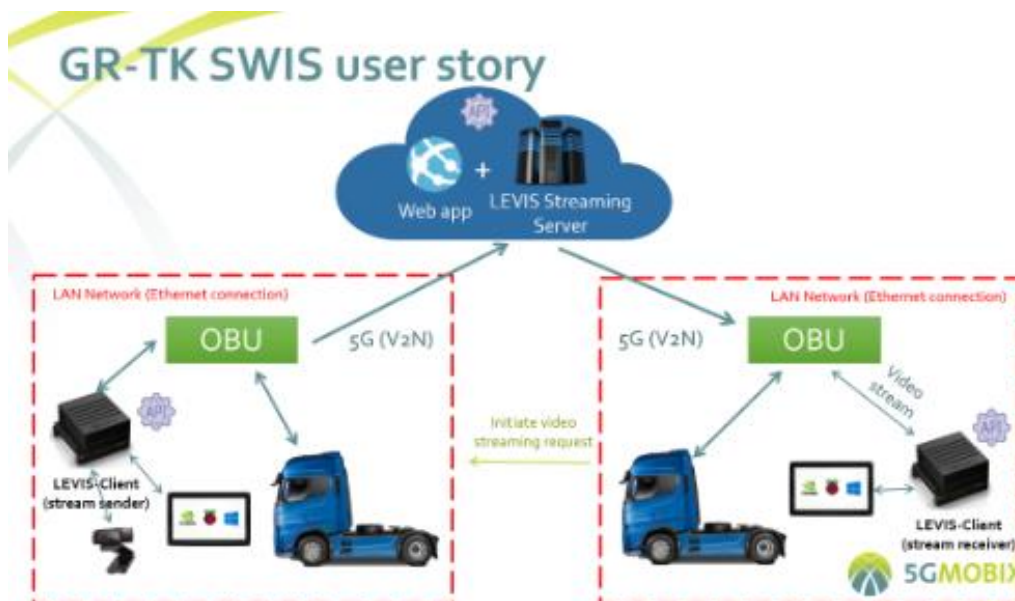 GR-TK SWIS user story
API
Web app
+
LEVIS Streaming
Server
LAN Network (Ethernet connection)
OBU
5G (V2N)
API
LEVIS-Client
(stream sender)
Initiate video
streaming request
LAN Network (Ethernet connection)
5G (V2N)
OBU
Video
stream
API
LEVIS-Client
(stream receiver)
5GMOBIX